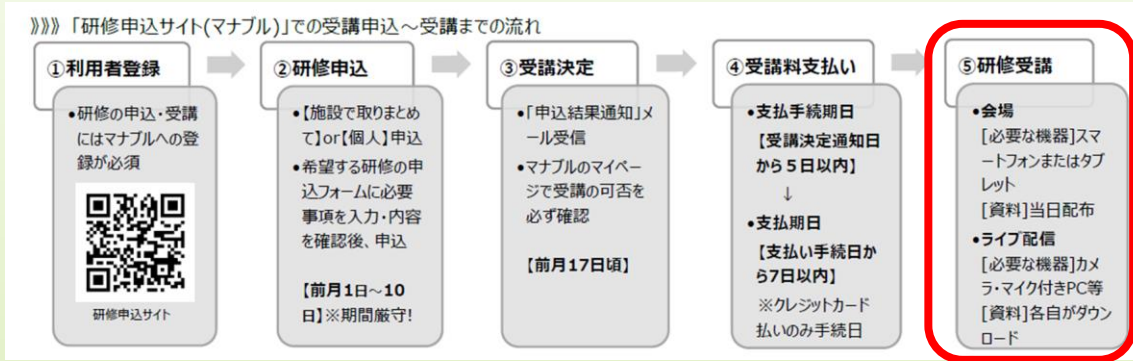 》》》「研修申込サイト(マナブル)」での受講申込～受講までの流れ
①利用者登録
•研修の申込・受講
にはマナブルへの登
録が必須
研修申込サイト
②研修申込
•【施設で取りまとめ
て】or【個人】申込
•希望する研修の申
込フォームに必要
事項を入力・内容
を確認後、申込
【前月1日～10
日】※期間厳守!
③受講決定
•「申込結果通知」メ
ール受信
•マナブルのマイペー
ジで受講の可否を
必ず確認
【前月17日頃】
④受講料支払い
•支払手続期日
【受講決定通知日
から５日以内】
↓
•支払期日
【支払い手続日か
ら7日以内】
※クレジットカード
払いのみ手続日
⑤研修受講
•会場
[必要な機器]スマ
ートフォンまたはタブ
レット
[資料]当日配布
•ライブ配信
[必要な機器]カメ
ラ・マイク付きPC等
[資料]各自がダウン
ロード